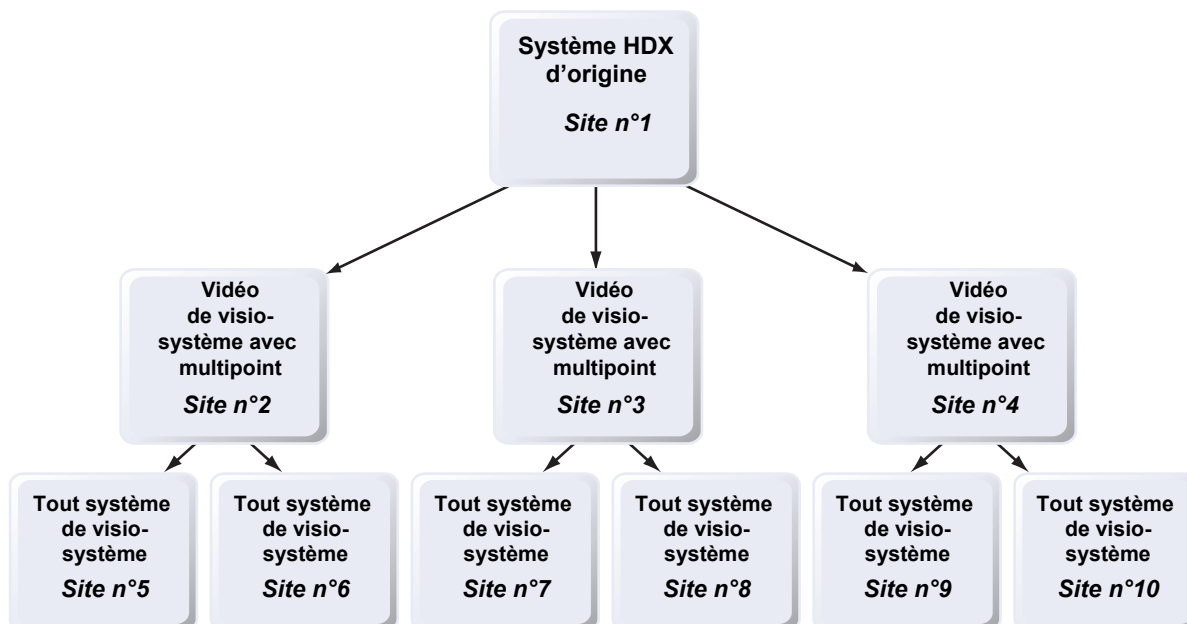 Système HDX
d'origine
Site n°1
Vidéo
de visio-
système avec
multipoint
Site n°2
Vidéo
de visio-
système avec
multipoint
Site n°3
Vidéo
de visio-
système avec
multipoint
Site n°4
Tout système
de visio-
système
Site n°5
Tout système
de visio-
système
Site n°6
Tout système
de visio-
système
Site n°7
Tout système
de visio-
système
Site n°8
Tout système
de visio-
système
Site n°9
Tout système
de visio-
système
Site n°10